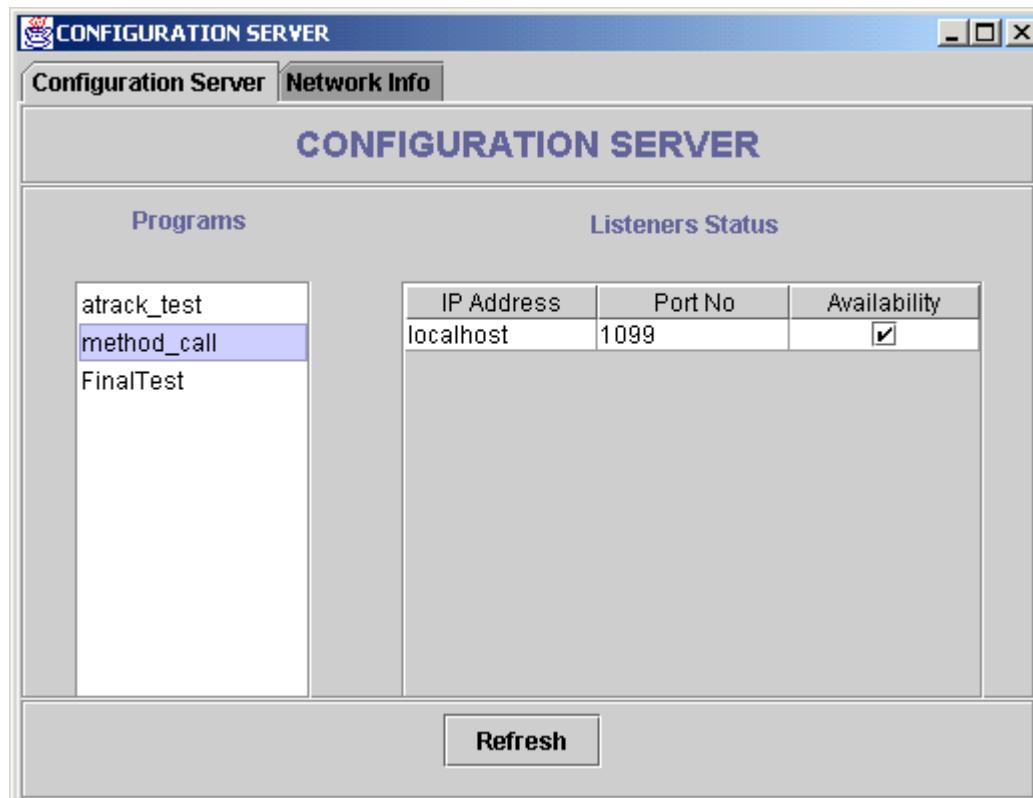 CONFIGURATION SERVER
Configuration Server Network Info
CONFIGURATION SERVER
Programs
atrack_test
method_call
FinalTest
Listeners Status
IP Address Port No Availability
localhost 1099
Refresh